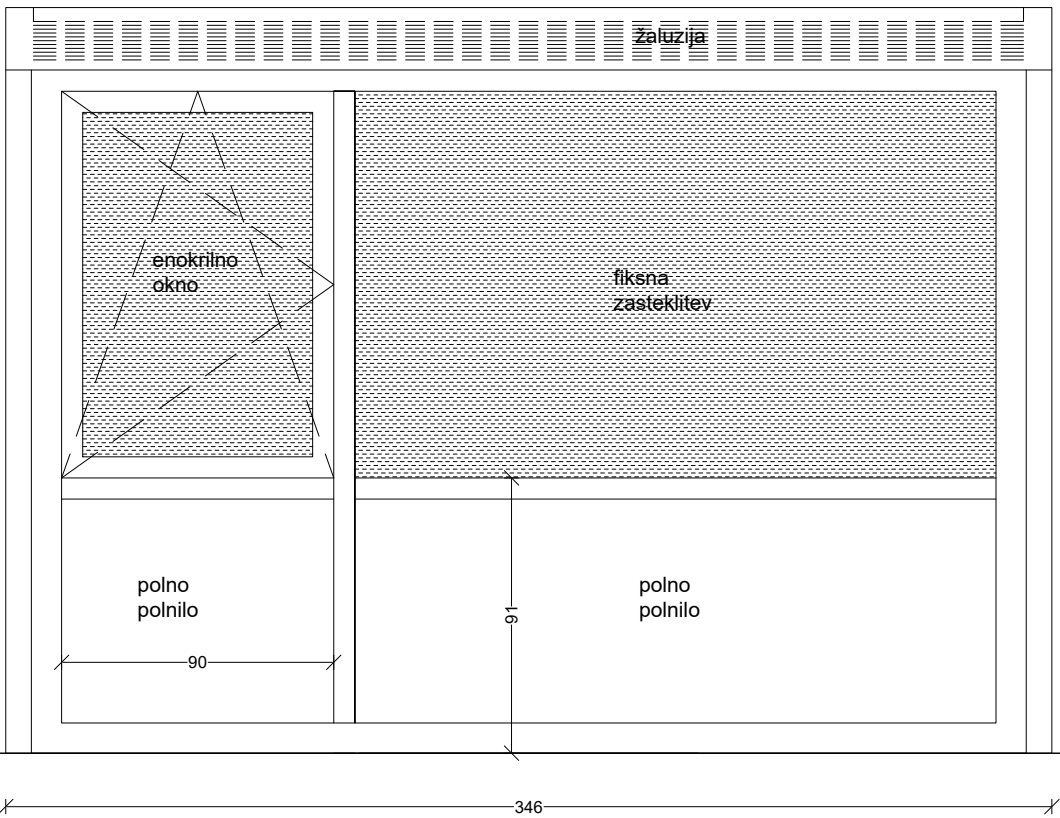 žaluzija
enokrilno
okno
fiksna
zasteklitev
polno
polnilo
polno
polnilo
91
90
346